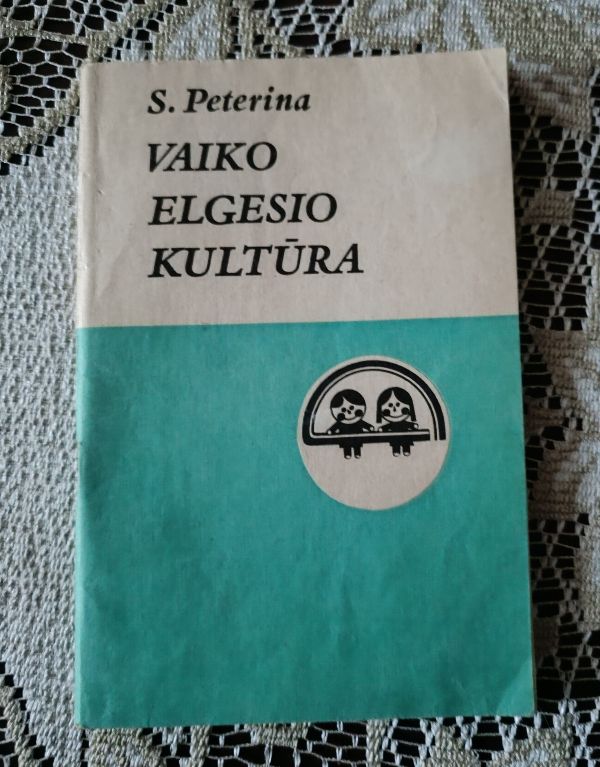 S. Peterina
VAIKO
ELGESIO
KULTŪRA